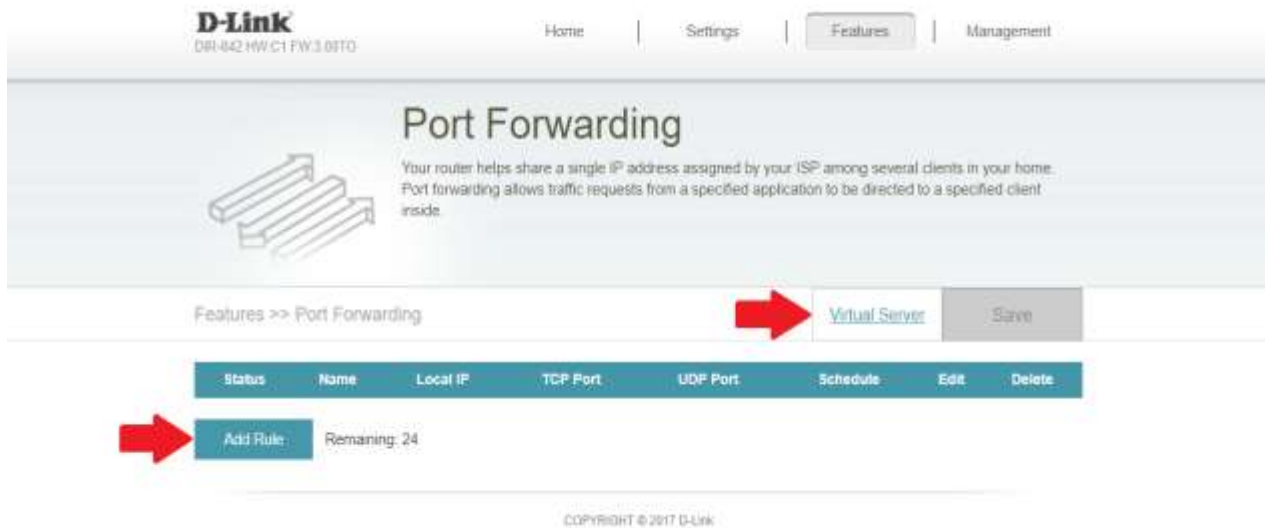 D-Link
DIR-842 HW:C1 FW:3.00TO
Home | Settings | Features | Management
Port Forwarding
Your router helps share a single IP address assigned by your ISP among several clients in your home.
Port forwarding allows traffic requests from a specified application to be directed to a specified client
inside.
Features >> Port Forwarding
Virtual Server
Save
Status Name Local IP TCP Port UDP Port Schedule Edit Delete
Add Rule Remaining: 24
COPYRIGHT © 2017 D-Link